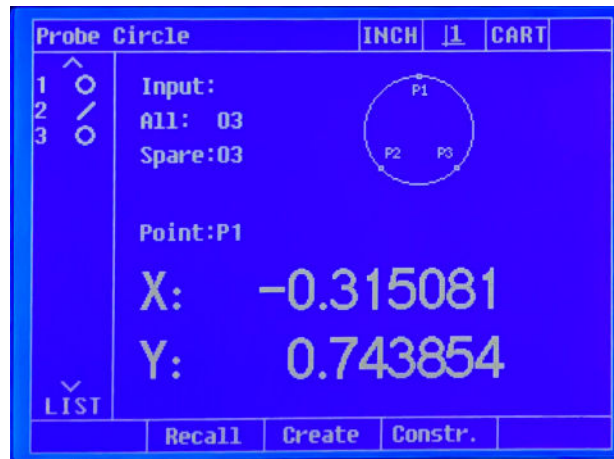 Probe Circle INCH |1 CART
1
2
3
Input:
All: 03
Spare:03
P1
P2 P3
Point:P1
X: -0.315081
Y: 0.743854
LIST
Recall Create Constr.